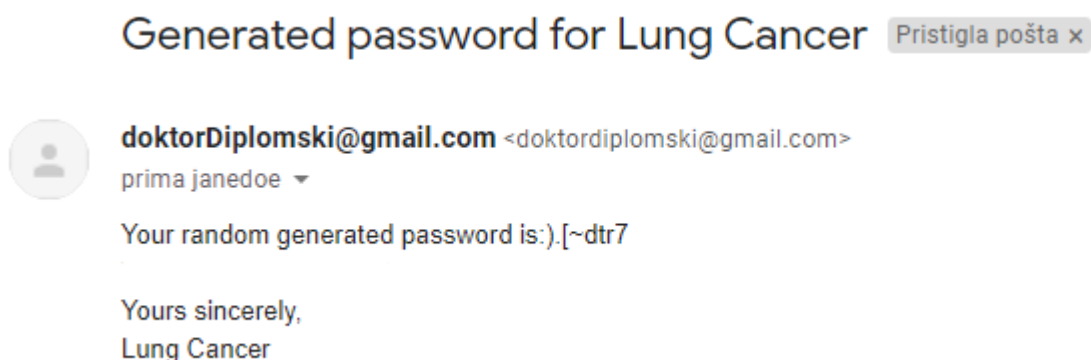 Generated password for Lung Cancer Pristigla pošta ×
doktorDiplomski@gmail.com <doktordiplomski@gmail.com>
prima janedoe
Your random generated password is:).[~dtr7
Yours sincerely,
Lung Cancer